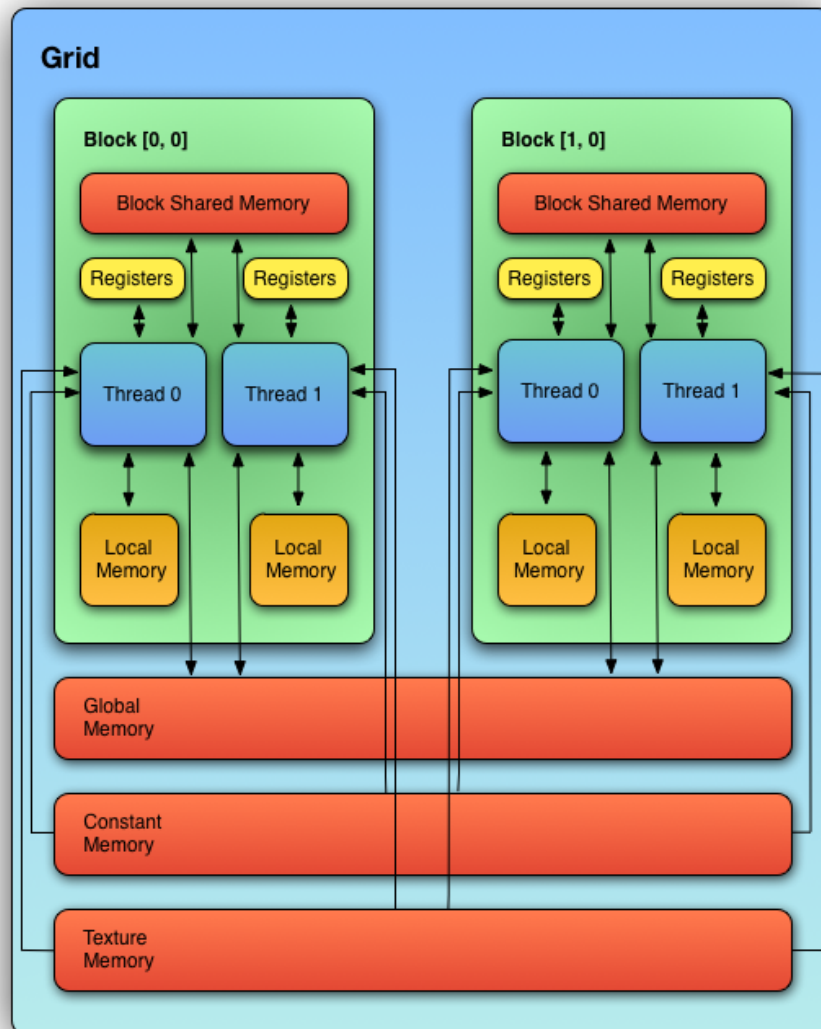 Grid
Block [0, 0]
Block Shared Memory
Registers
Registers
Thread 0
Thread 1
Local
Memory
Local
Memory
Block [1, 0]
Block Shared Memory
Registers
Registers
Thread 0
Thread 1
Local
Memory
Local
Memory
Global
Memory
Constant
Memory
Texture
Memory